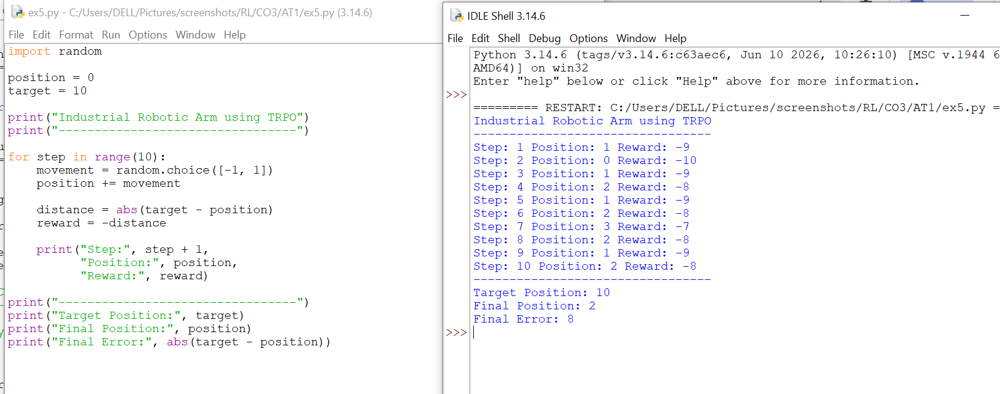 ex5.py - C:/Users/DELL/Pictures/screenshots/RL/CO3/AT1/ex5.py (3.14.6)
File Edit Format Run Options Window Help
import random

position = 0
target = 10

print("Industrial Robotic Arm using TRPO")
print("---------------------------------")

for step in range(10):
    movement = random.choice([-1, 1])
    position += movement

    distance = abs(target - position)
    reward = -distance

    print("Step:", step + 1,
          "Position:", position,
          "Reward:", reward)

print("---------------------------------")
print("Target Position:", target)
print("Final Position:", position)
print("Final Error:", abs(target - position))
IDLE Shell 3.14.6
File Edit Shell Debug Options Window Help
Python 3.14.6 (tags/v3.14.6:c63aec6, Jun 10 2026, 10:26:10) [MSC v.1944 6
AMD64)] on win32
Enter "help" below or click "Help" above for more information.
>>>
========= RESTART: C:/Users/DELL/Pictures/screenshots/RL/CO3/AT1/ex5.py =
Industrial Robotic Arm using TRPO
---------------------------------
Step: 1 Position: 1 Reward: -9
Step: 2 Position: 0 Reward: -10
Step: 3 Position: 1 Reward: -9
Step: 4 Position: 2 Reward: -8
Step: 5 Position: 1 Reward: -9
Step: 6 Position: 2 Reward: -8
Step: 7 Position: 3 Reward: -7
Step: 8 Position: 2 Reward: -8
Step: 9 Position: 1 Reward: -9
Step: 10 Position: 2 Reward: -8
---------------------------------
Target Position: 10
Final Position: 2
Final Error: 8
>>>